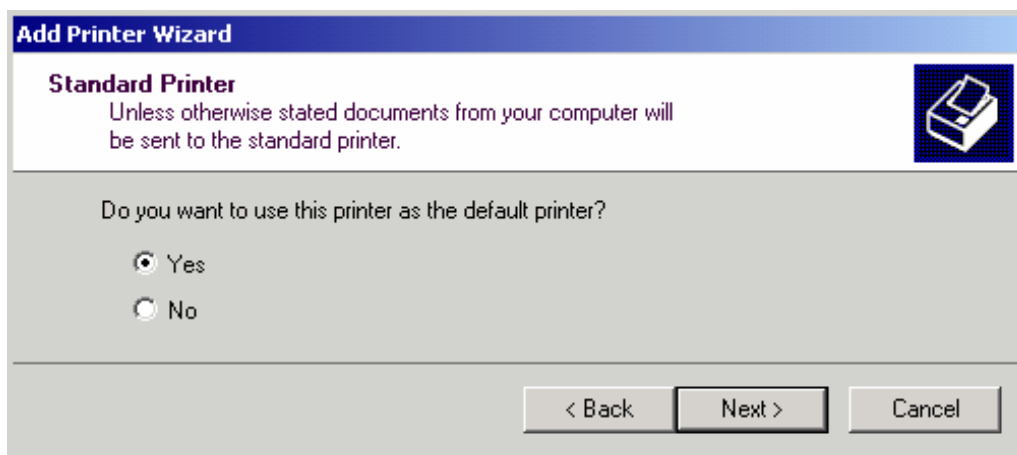 Add Printer Wizard
Standard Printer
Unless otherwise stated documents from your computer will
be sent to the standard printer.
Do you want to use this printer as the default printer?
Yes
No
< Back Next > Cancel